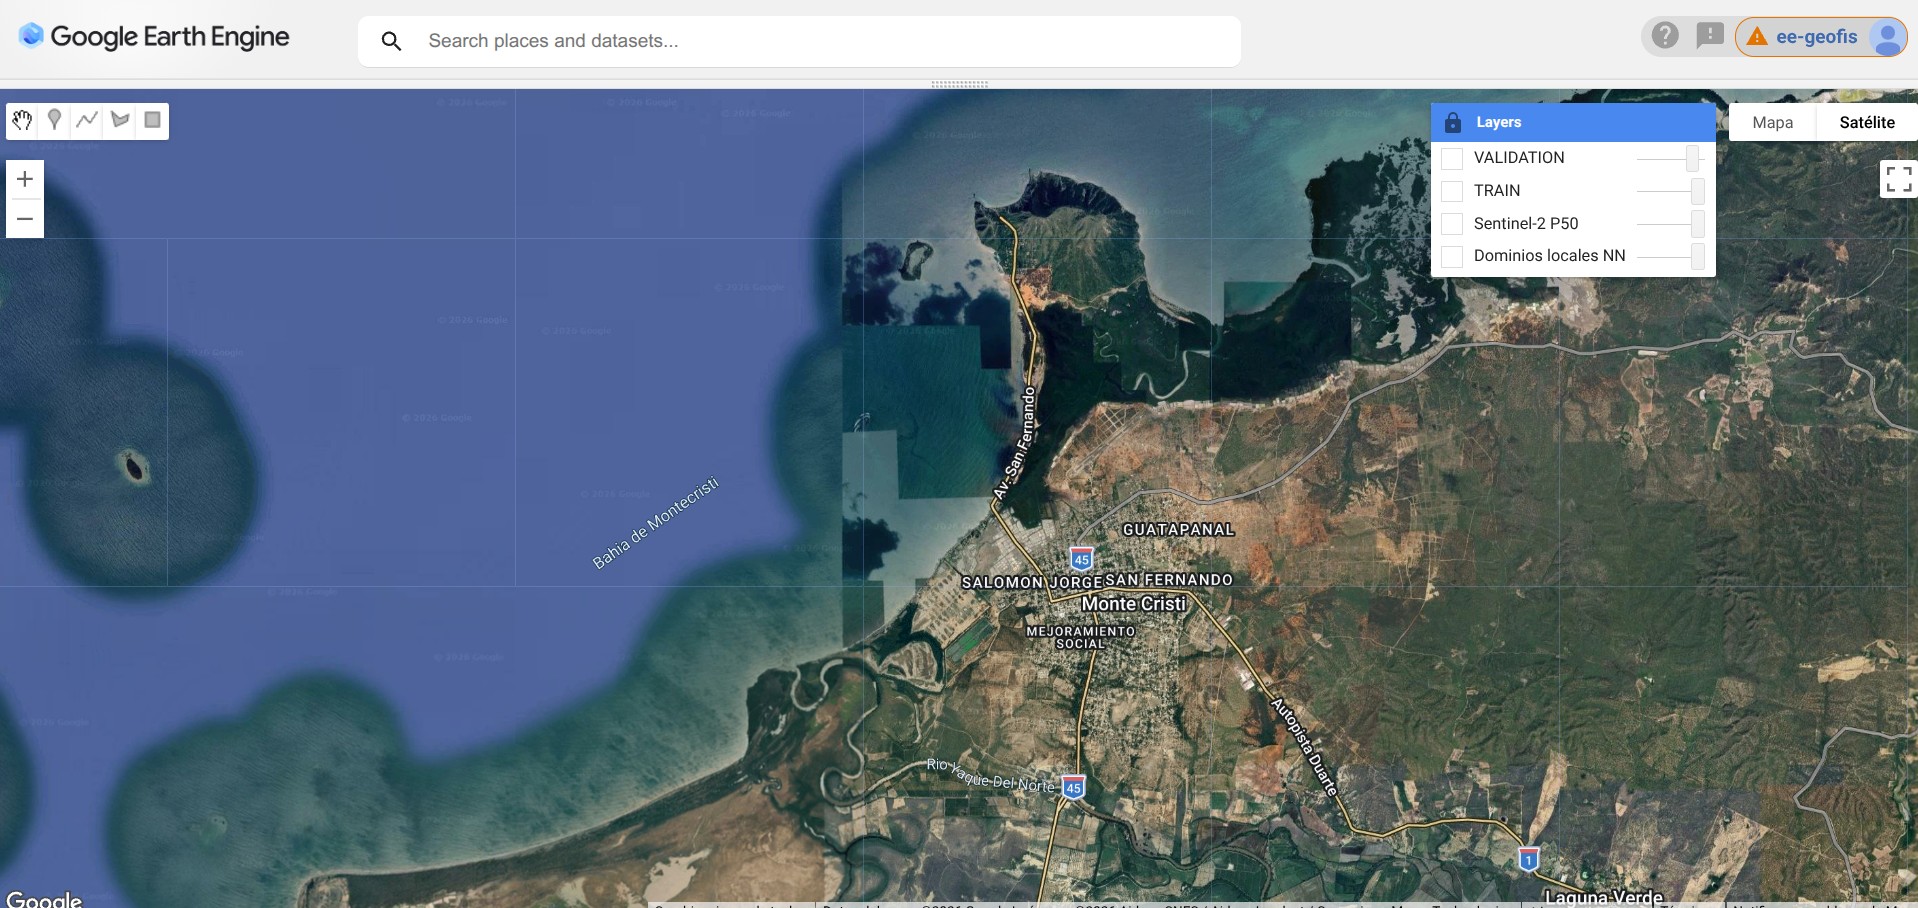 Google Earth Engine
Search places and datasets...
ee-geofis
Layers
VALIDATION
TRAIN
Sentinel-2 P50
Dominios locales NN
Mapa
Satélite
Av. San Fernando
Bahia de Montecristi
GUATAPANAL
45
SALOMON JORGE
SAN FERNANDO
Monte Cristi
MEJORAMIENTO
SOCIAL
Autopista Duarte
Rio Yaque Del Norte
45
1
Laguna Verde
Google